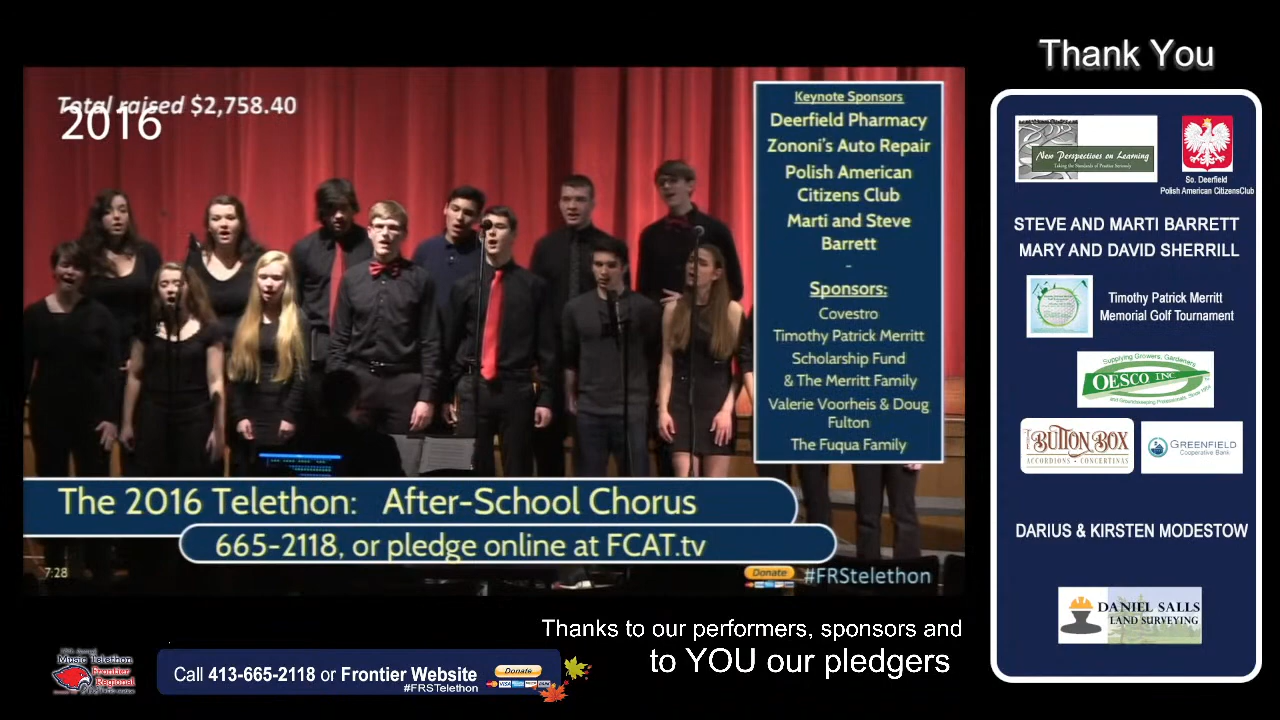 Thank You
Total raised $2,758.40
2016
Keynote Sponsors
Deerfield Pharmacy
Zononi's Auto Repair
Polish American
Citizens Club
Marti and Steve
Barrett
-
Sponsors:
Covestro
Timothy Patrick Merritt
Scholarship Fund
& The Merritt Family
Valerie Voorheis & Doug
Fulton
The Fuqua Family
The 2016 Telethon: After-School Chorus
665-2118, or pledge online at FCAT.tv
7:28
Donate
#FRStelethon
New Perspectives on Learning
So. Deerfield
Polish American CitizensClub
STEVE AND MARTI BARRETT
MARY AND DAVID SHERRILL
Timothy Patrick Merritt
Memorial Golf Tournament
Supplying Growers, Gardeners
OESCO INC
BUTTON BOX
ACCORDIONS • CONCERTINAS
GREENFIELD
Cooperative Bank
DARIUS & KIRSTEN MODESTOW
DANIEL SALLS
LAND SURVEYING
Thanks to our performers, sponsors and
to YOU our pledgers
Music Telethon
Frontier
Regional
Call 413-665-2118 or Frontier Website
#FRSTelethon
Donate